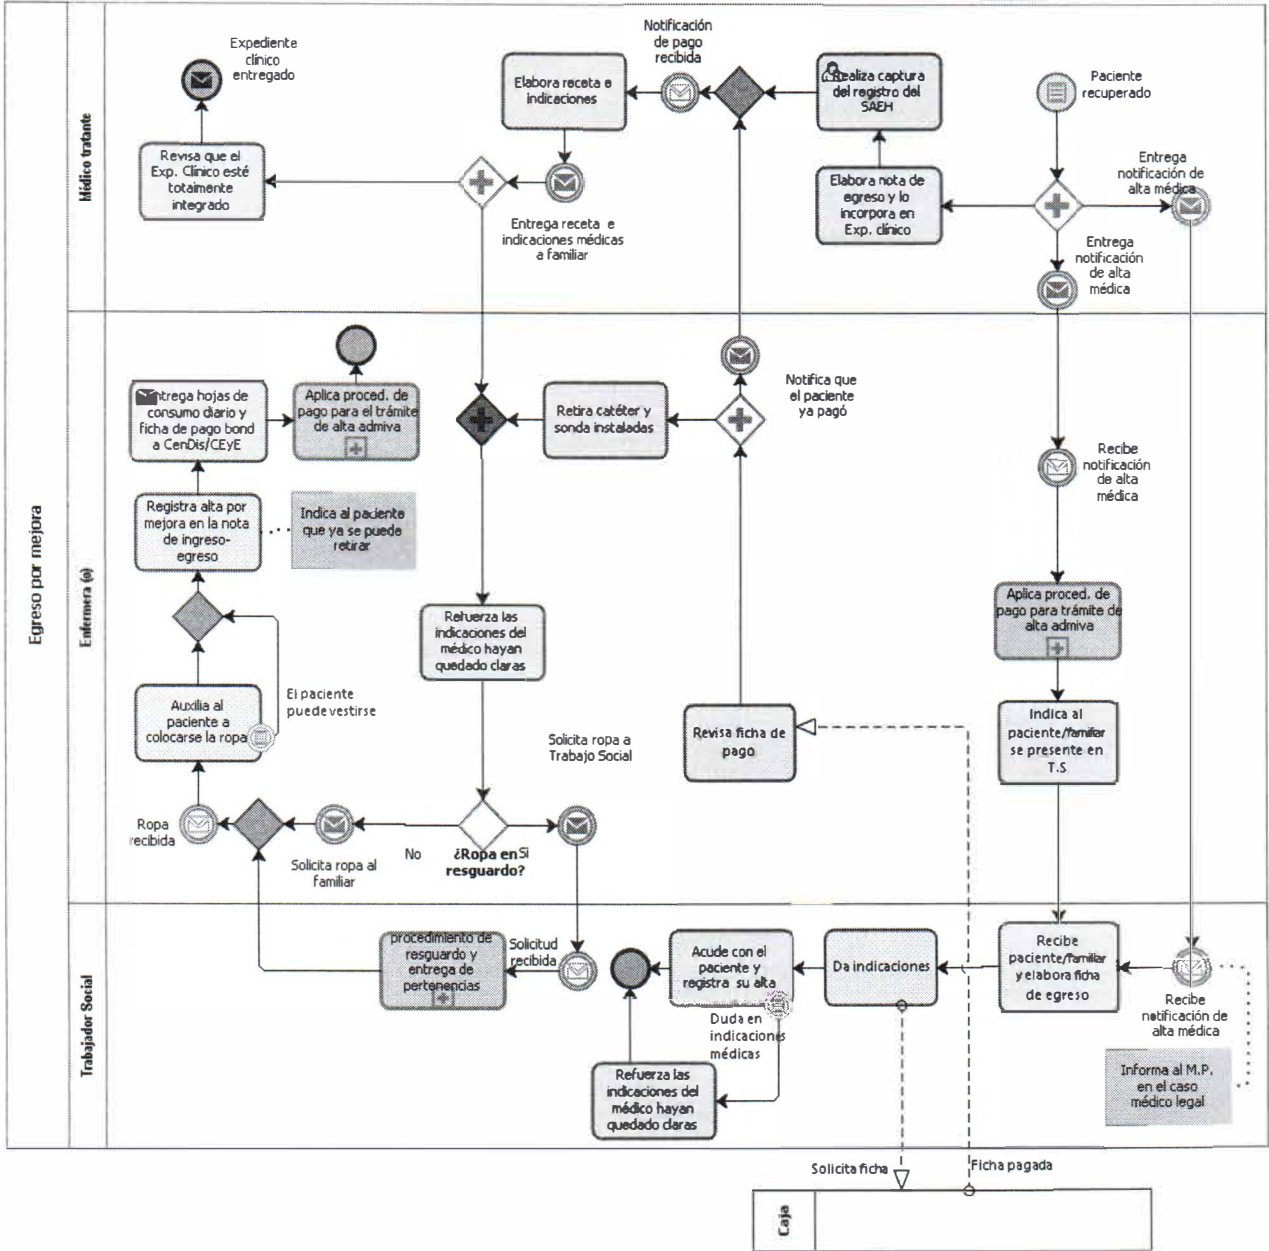 Egreso por mejora
Médico tratante
Expediente
clínico
entregado
Revisa que el
Exp. Clínico esté
totalmente
integrado
Elabora receta e
indicaciones
Notificación
de pago
recibida
Entrega receta e
indicaciones médicas
a familiar
Realiza captura
del registro del
SAEH
Elabora nota de
egreso y lo
incorpora en
Exp. clínico
Paciente
recuperado
Entrega
notificación de
alta médica
Entrega
notificación
de alta
médica
Enfermera (o)
Entrega hojas de
consumo diario y
ficha de pago bond
a CenDis/CEyE
Aplica proced. de
pago para el trámite
de alta admiva
Registra alta por
mejora en la nota
de ingreso-
egreso
Indica al paciente
que ya se puede
retirar
Auxilia al
paciente a
colocarse la ropa
El paciente
puede vestirse
Ropa
recibida
Solicita ropa al
familiar
No
¿Ropa en
resguardo?
Si
Solicita ropa a
Trabajo Social
Refuerza las
indicaciones del
médico hayan
quedado claras
Retira catéter y
sonda instaladas
Notifica que
el paciente
ya pagó
Revisa ficha de
pago
Recibe
notificación
de alta
médica
Aplica proced. de
pago para trámite de
alta admiva
Indica al
paciente/familiar
se presente en
T.S
Trabajador Social
procedimiento de
resguardo y
entrega de
pertenencias
Solicitud
recibida
Acude con el
paciente y
registra su alta
Duda en
indicaciones
médicas
Refuerza las
indicaciones del
médico hayan
quedado claras
Da indicaciones
Recibe
paciente/familiar
y elabora ficha
de egreso
Recibe
notificación de
alta médica
Informa al M.P.
en el caso
médico legal
Solicita ficha
Ficha pagada
Caja